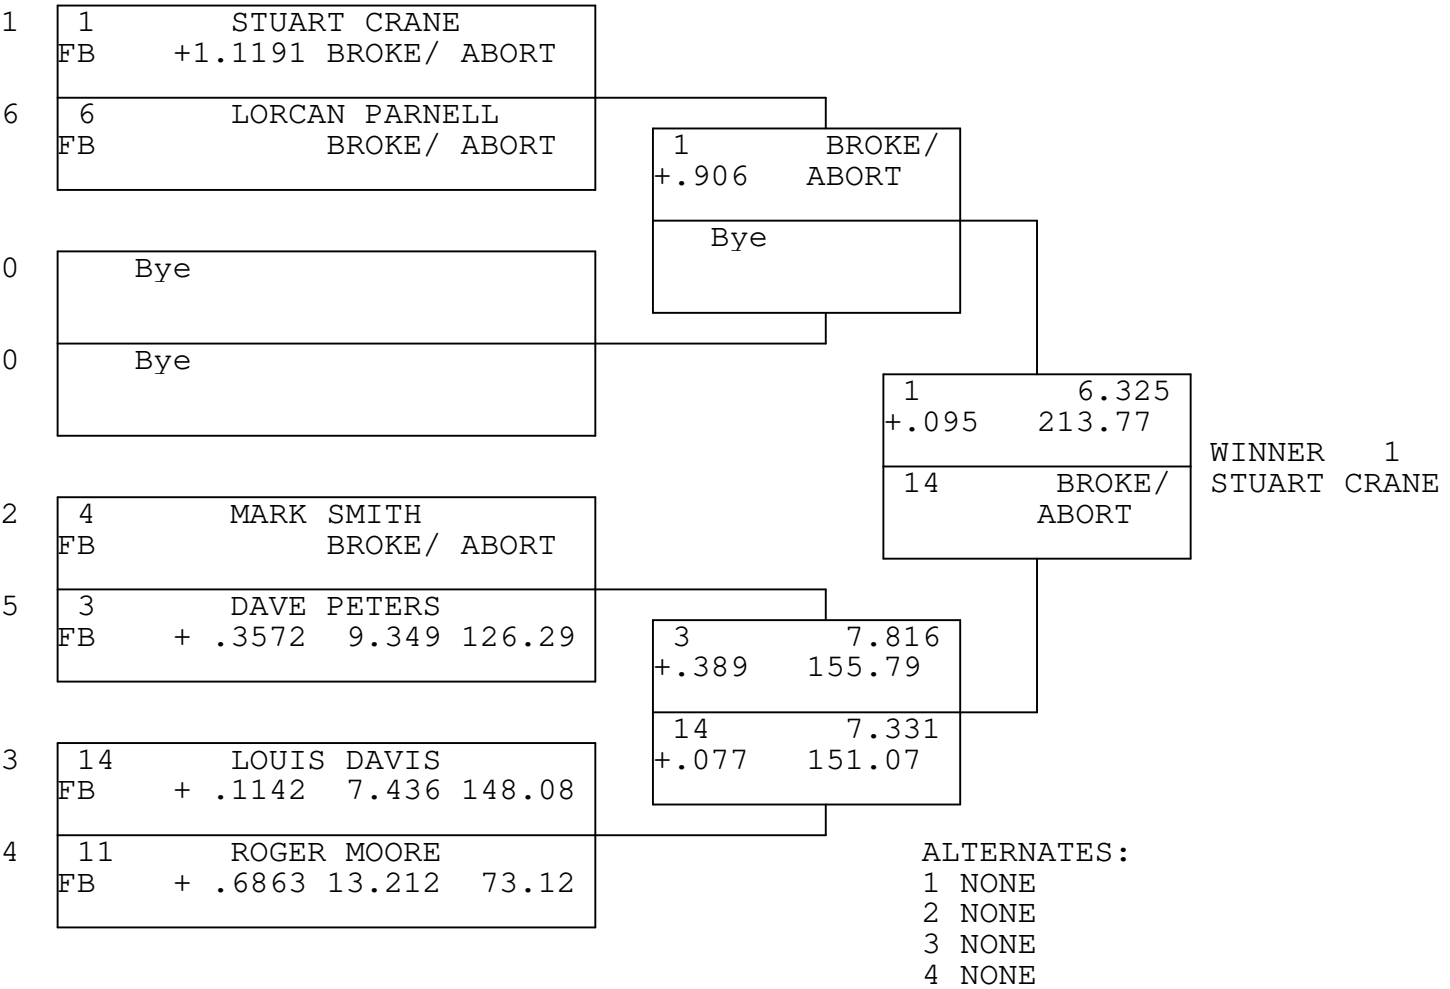 1 1 STUART CRANE
FB +1.1191 BROKE/ ABORT
6 6 LORCAN PARNELL
FB BROKE/ ABORT
1 BROKE/
+.906 ABORT
Bye
0 Bye
0 Bye
1 6.325
+.095 213.77
14 BROKE/
ABORT
WINNER 1
STUART CRANE
2 4 MARK SMITH
FB BROKE/ ABORT
5 3 DAVE PETERS
FB + .3572 9.349 126.29
3 7.816
+.389 155.79
14 7.331
+.077 151.07
3 14 LOUIS DAVIS
FB + .1142 7.436 148.08
4 11 ROGER MOORE
FB + .6863 13.212 73.12
ALTERNATES:
1 NONE
2 NONE
3 NONE
4 NONE